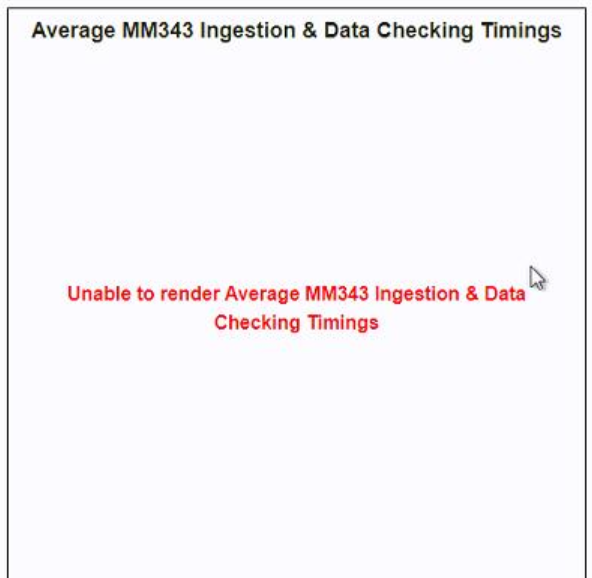 Average MM343 Ingestion & Data Checking Timings
Unable to render Average MM343 Ingestion & Data
Checking Timings